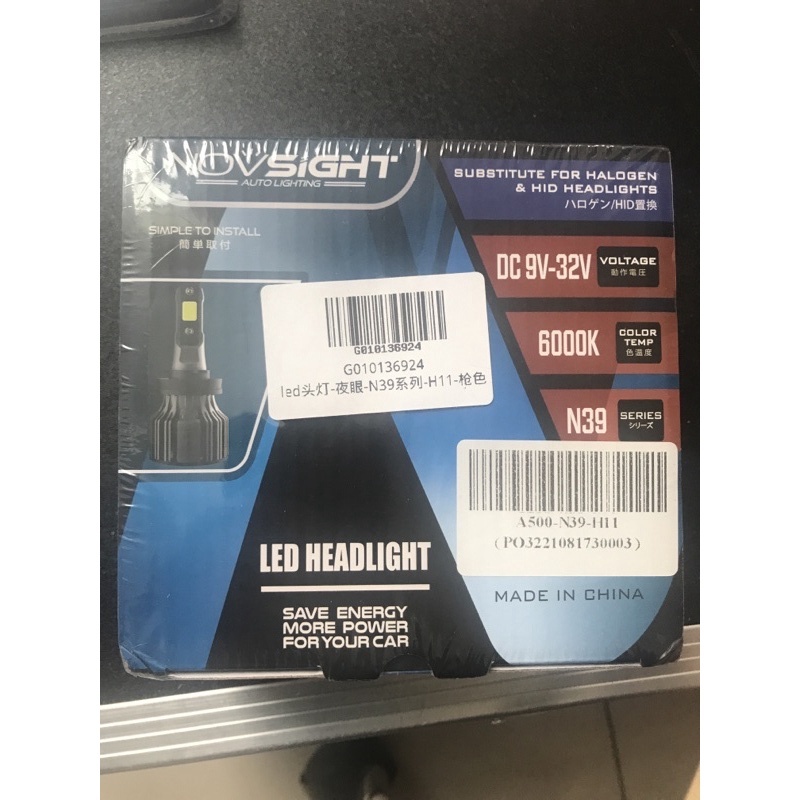 NOVSIGHT
AUTO LIGHTING
SIMPLE TO INSTALL
簡単取付
SUBSTITUTE FOR HALOGEN
& HID HEADLIGHTS
ハロゲン/HID置換
DC 9V-32V
VOLTAGE
動作電圧
6000K
COLOR
TEMP
色温度
N39
SERIES
シリーズ
G010136924
G010136924
led头灯-夜眼-N39系列-H11-枪色
A500-N39-H11
(PO3221081730003)
LED HEADLIGHT
SAVE ENERGY
MORE POWER
FOR YOUR CAR
MADE IN CHINA